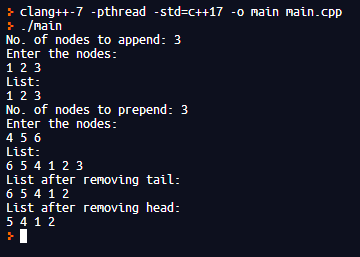 > clang++-7 -pthread -std=c++17 -o main main.cpp
> ./main
No. of nodes to append: 3
Enter the nodes:
1 2 3
List:
1 2 3
No. of nodes to prepend: 3
Enter the nodes:
4 5 6
List:
6 5 4 1 2 3
List after removing tail:
6 5 4 1 2
List after removing head:
5 4 1 2
>